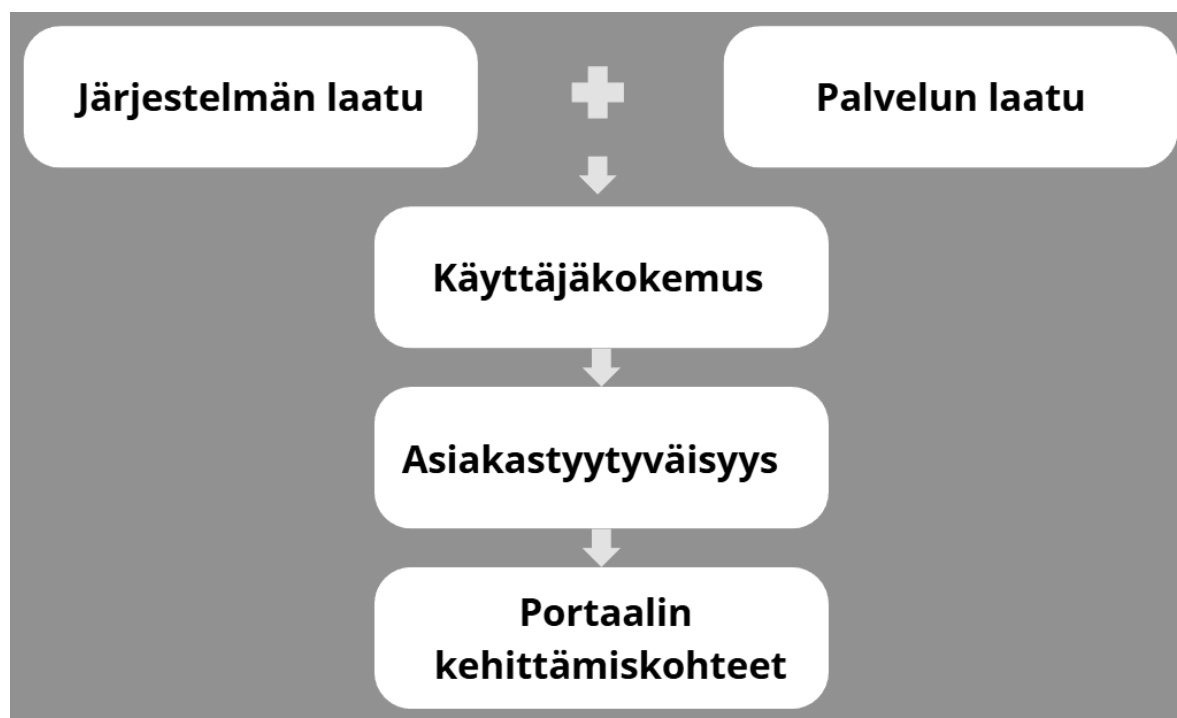 Järjestelmän laatu
Palvelun laatu
Käyttäjäkokemus
Asiakastyytyväisyys
Portaalin
kehittämiskohteet